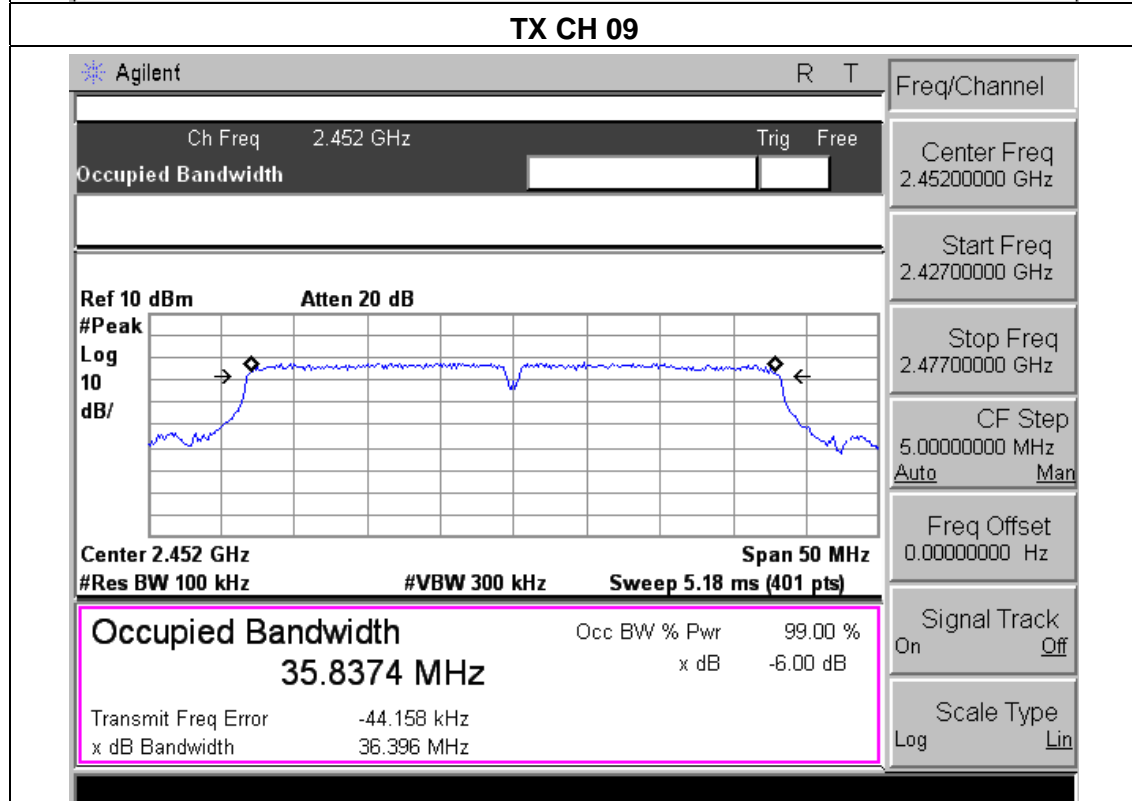 TX CH 09
Agilent R T
Ch Freq 2.452 GHz Trig Free
Occupied Bandwidth
Ref 10 dBm Atten 20 dB
#Peak
Log
10
dB/
Center 2.452 GHz Span 50 MHz
#Res BW 100 kHz #VBW 300 kHz Sweep 5.18 ms (401 pts)
Occupied Bandwidth Occ BW % Pwr 99.00 %
35.8374 MHz x dB -6.00 dB
Transmit Freq Error -44.158 kHz
x dB Bandwidth 36.396 MHz
Freq/Channel
Center Freq
2.45200000 GHz
Start Freq
2.42700000 GHz
Stop Freq
2.47700000 GHz
CF Step
5.00000000 MHz
Auto Man
Freq Offset
0.00000000 Hz
Signal Track
On Off
Scale Type
Log Lin